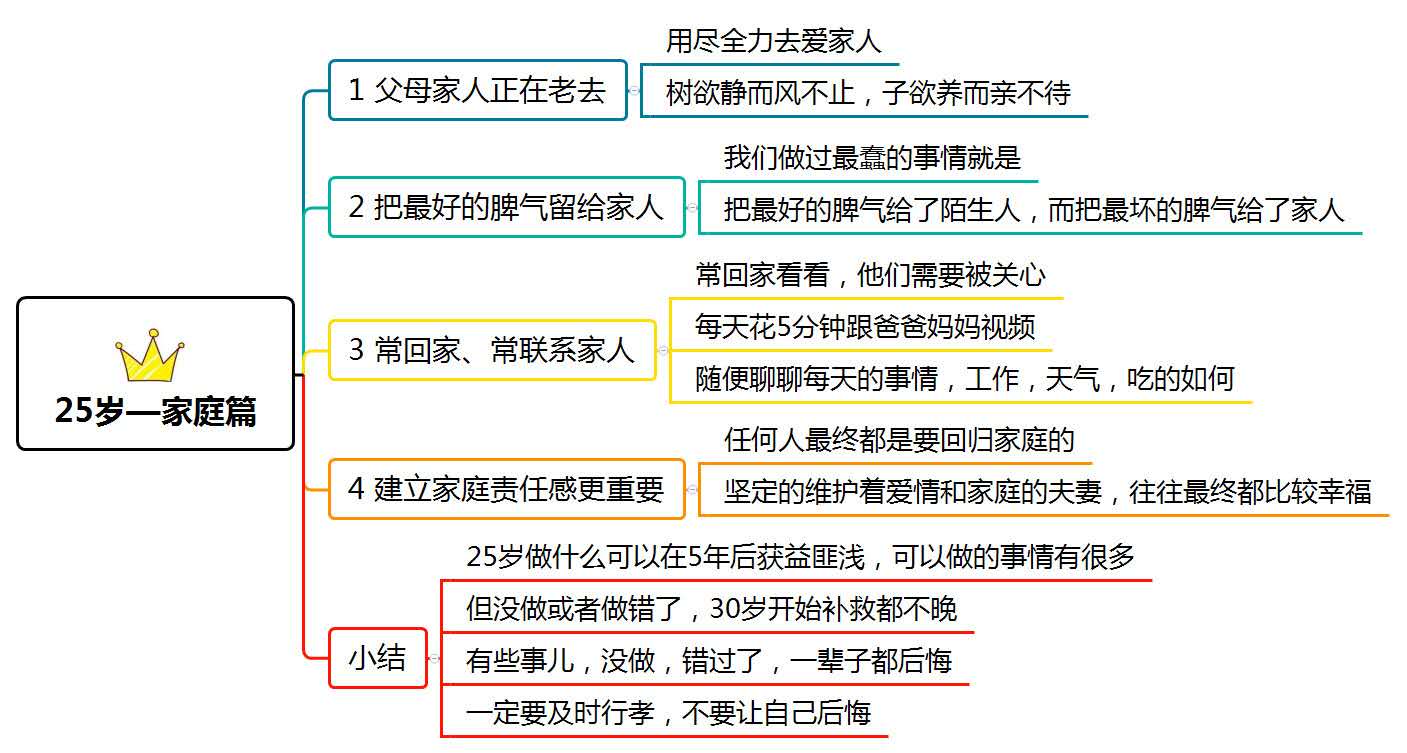 25岁—家庭篇
1 父母家人正在老去
用尽全力去爱家人
树欲静而风不止，子欲养而亲不待
2 把最好的脾气留给家人
我们做过最蠢的事情就是
把最好的脾气给了陌生人，而把最坏的脾气给了家人
3 常回家、常联系家人
常回家看看，他们需要被关心
每天花5分钟跟爸爸妈妈视频
随便聊聊每天的事情，工作，天气，吃的如何
4 建立家庭责任感更重要
任何人最终都是要回归家庭的
坚定的维护着爱情和家庭的夫妻，往往最终都比较幸福
小结
25岁做什么可以在5年后获益匪浅，可以做的事情有很多
但没做或者做错了，30岁开始补救都不晚
有些事儿，没做，错过了，一辈子都后悔
一定要及时行孝，不要让自己后悔